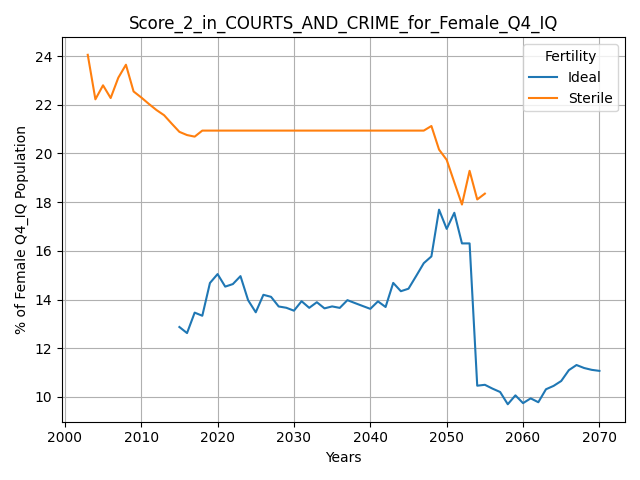 Score_2_in_COURTS_AND_CRIME_for_Female_Q4_IQ
Fertility
Ideal
Sterile
% of Female Q4_IQ Population
24
22
20
18
16
14
12
10
2000 2010 2020 2030 2040 2050 2060 2070
Years